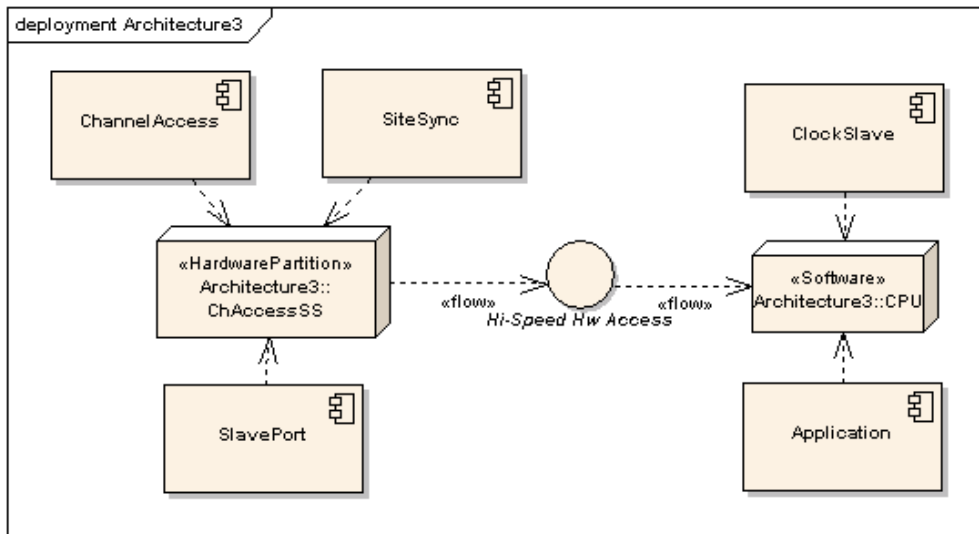 deployment Architecture3
ChannelAccess
SiteSync
ClockSlave
«HardwarePartition»
Architecture3::
ChAccessSS
«flow»
Hi-Speed Hw Access
«flow»
«Software»
Architecture3::CPU
SlavePort
Application